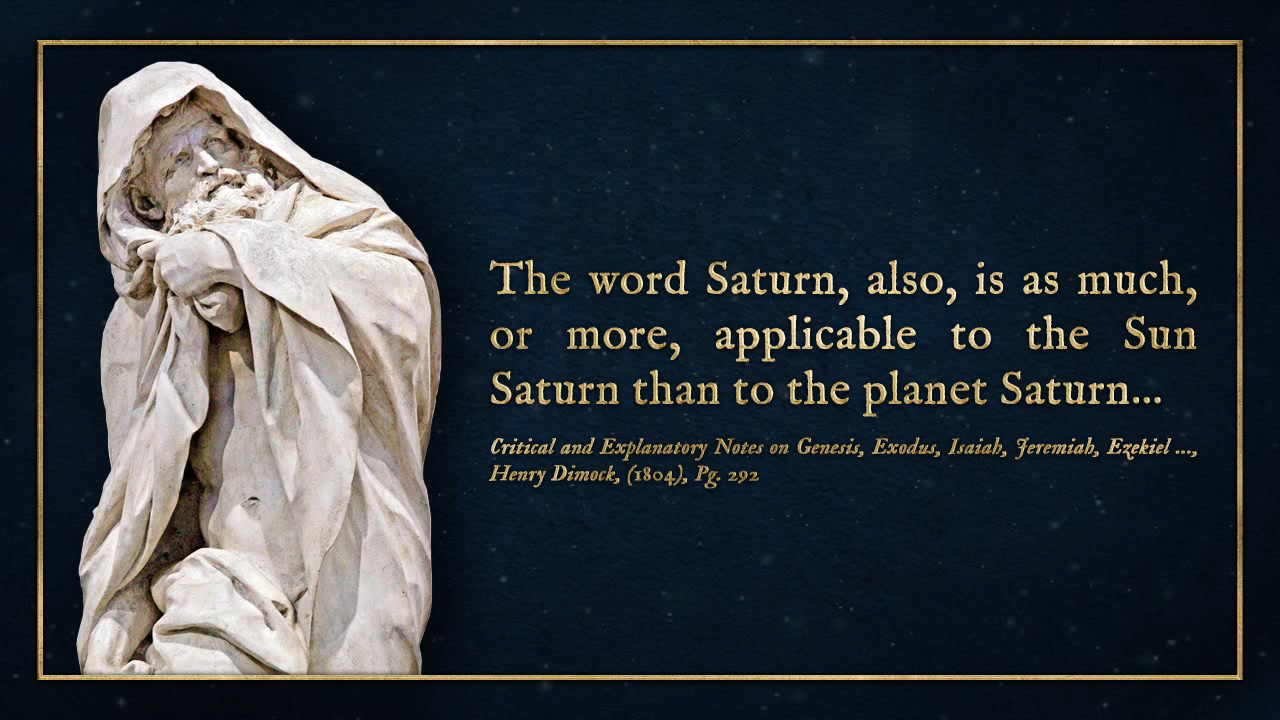 The word Saturn, also, is as much,
or more, applicable to the Sun
Saturn than to the planet Saturn...
Critical and Explanatory Notes on Genesis, Exodus, Isaiah, Jeremiah, Ezekiel ...,
Henry Dimock, (1804), Pg. 292